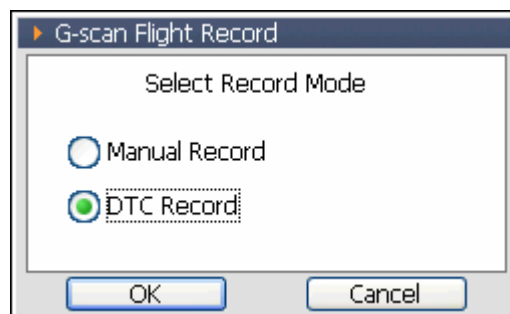 G-scan Flight Record
Select Record Mode
Manual Record
DTC Record
OK Cancel